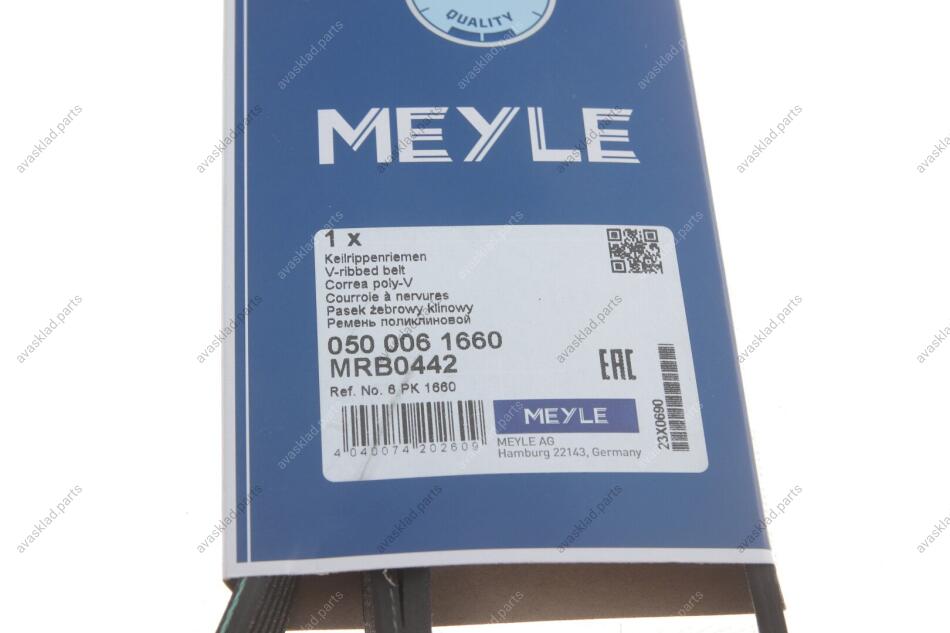 QUALITY
MEYLE
1 x
Keilrippenriemen
V-ribbed belt
Correa poly-V
Courroie à nervures
Pasek żebrowy klinowy
Ремень поликлиновой
050 006 1660
MRB0442
Ref. No. 6 PK 1660
EAC
4 040074 202609
MEYLE
MEYLE AG
Hamburg 22143, Germany
23X0690
avasklad.parts